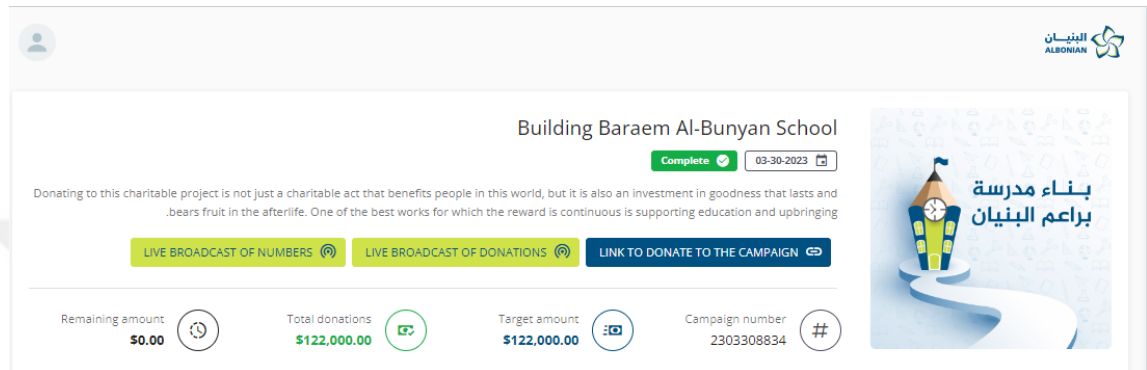 البنيـــان
ALBONIAN
Building Baraem Al-Bunyan School
Complete
03-30-2023
Donating to this charitable project is not just a charitable act that benefits people in this world, but it is also an investment in goodness that lasts and
.bears fruit in the afterlife. One of the best works for which the reward is continuous is supporting education and upbringing
LIVE BROADCAST OF NUMBERS
LIVE BROADCAST OF DONATIONS
LINK TO DONATE TO THE CAMPAIGN
Remaining amount
$0.00
Total donations
$122,000.00
Target amount
$122,000.00
Campaign number
2303308834
#
بـنـاء مدرسة
براعم البنيان